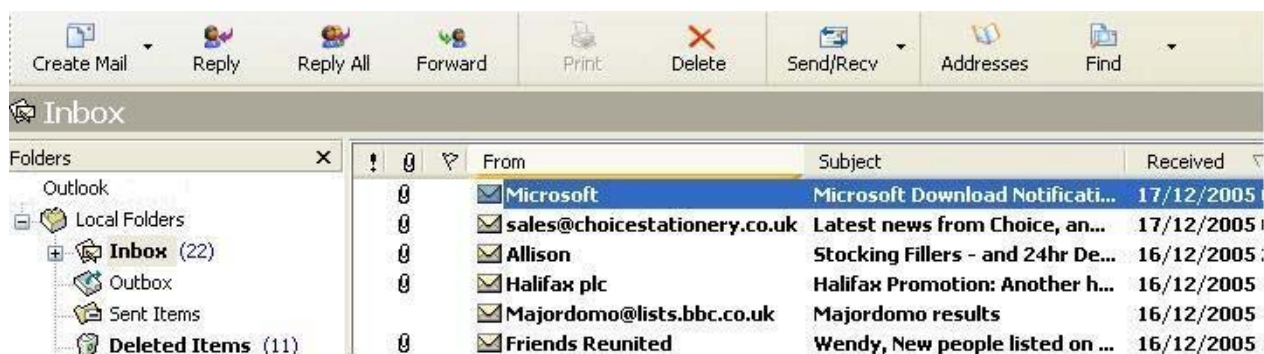 Create Mail Reply Reply All Forward Print Delete Send/Recv Addresses Find
Inbox
Folders
Outlook
Local Folders
Inbox (22)
Outbox
Sent Items
Deleted Items (11)
From Subject Received
Microsoft Microsoft Download Notificati... 17/12/2005
sales@choicestationery.co.uk Latest news from Choice, an... 17/12/2005
Allison Stocking Fillers - and 24hr De... 16/12/2005
Halifax plc Halifax Promotion: Another h... 16/12/2005
Majordomo@lists.bbc.co.uk Majordomo results 16/12/2005
Friends Reunited Wendy, New people listed on ... 16/12/2005